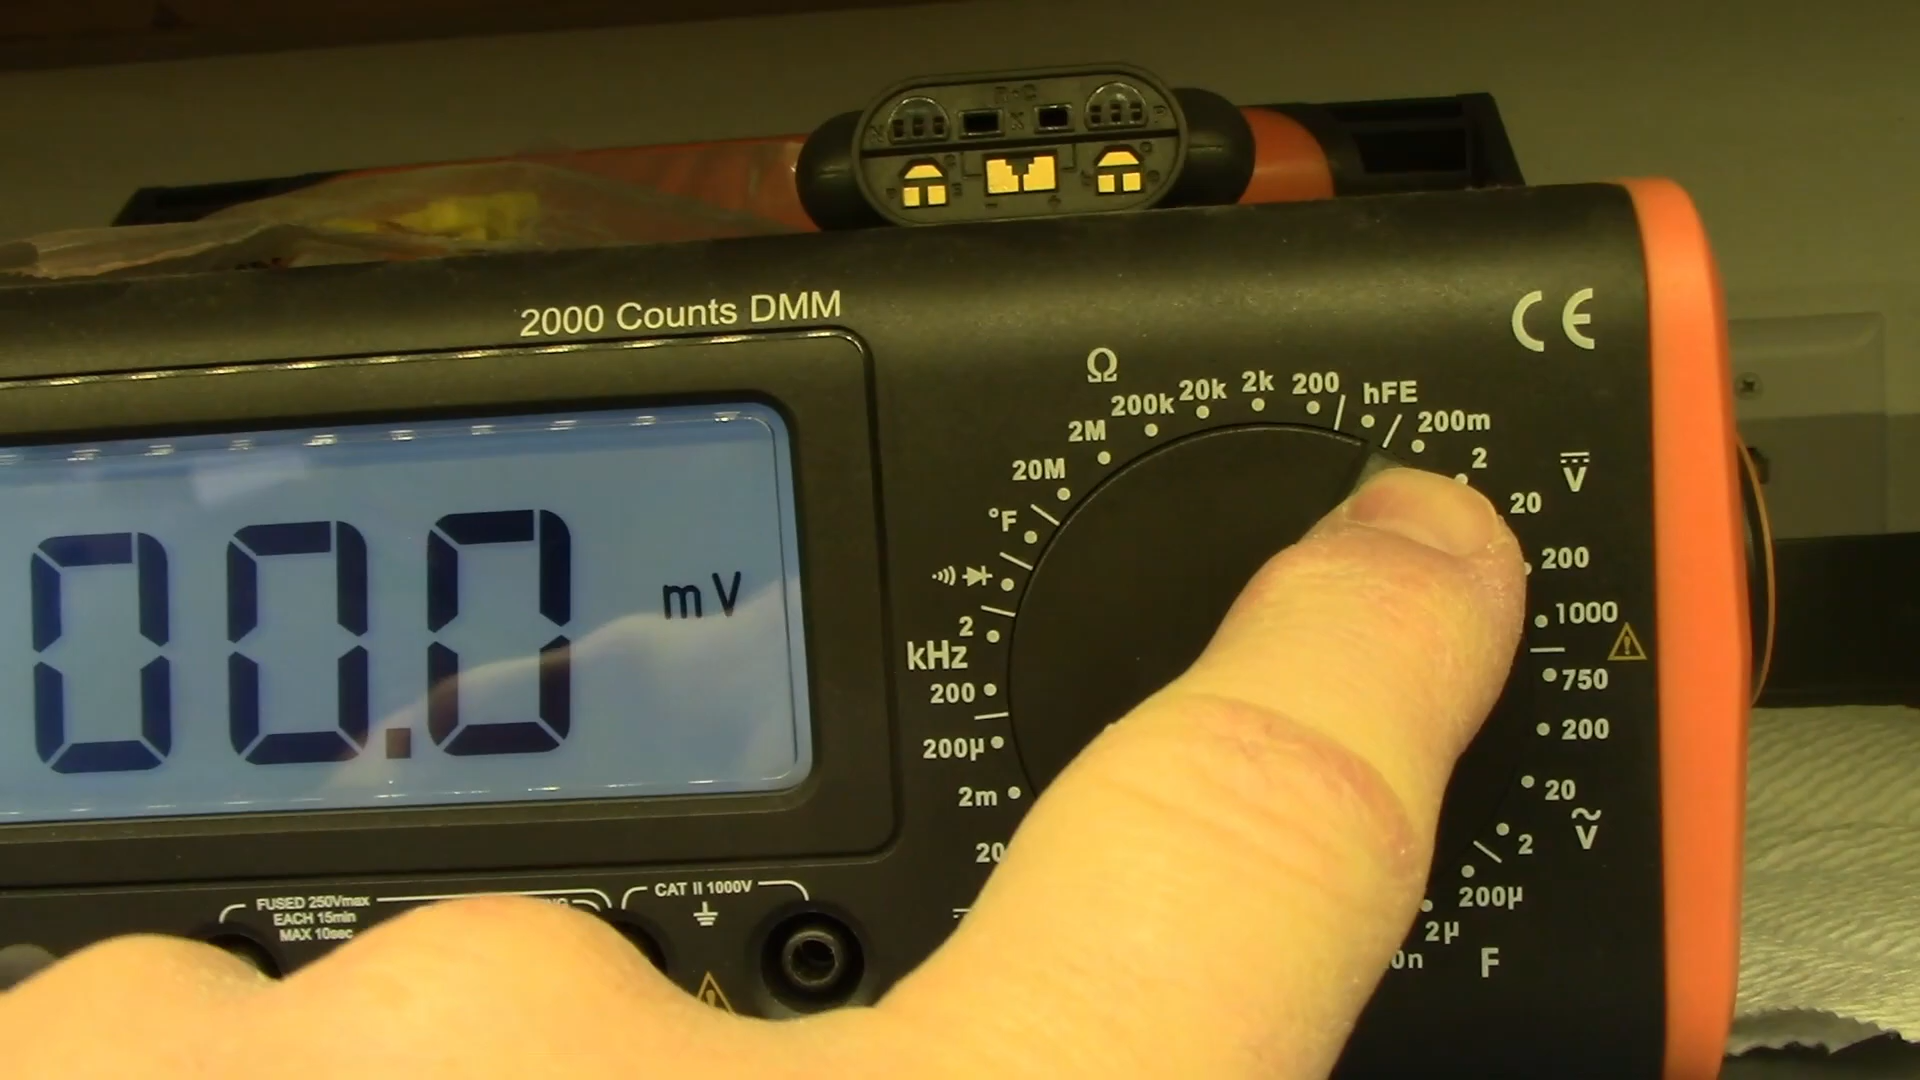 R·C
N
P
2000 Counts DMM
CE
Ω
200k 20k 2k 200 hFE
2M 200m
20M 2
V
20
°F
200
1000
2
kHz
200
750
200
200µ
2m
20
20
2
V
200µ
2µ
0n
F
00.0 mV
FUSED 250Vmax
EACH 15min
MAX 10sec
CAT II 1000V